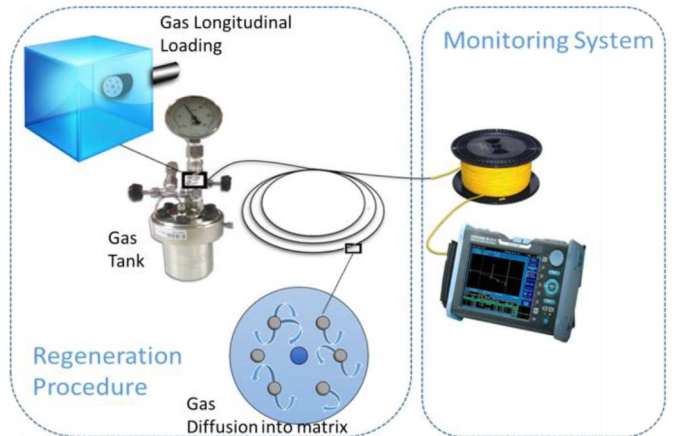 Gas Longitudinal
Loading
Monitoring System
Gas
Tank
Regeneration
Procedure
Gas
Diffusion into matrix